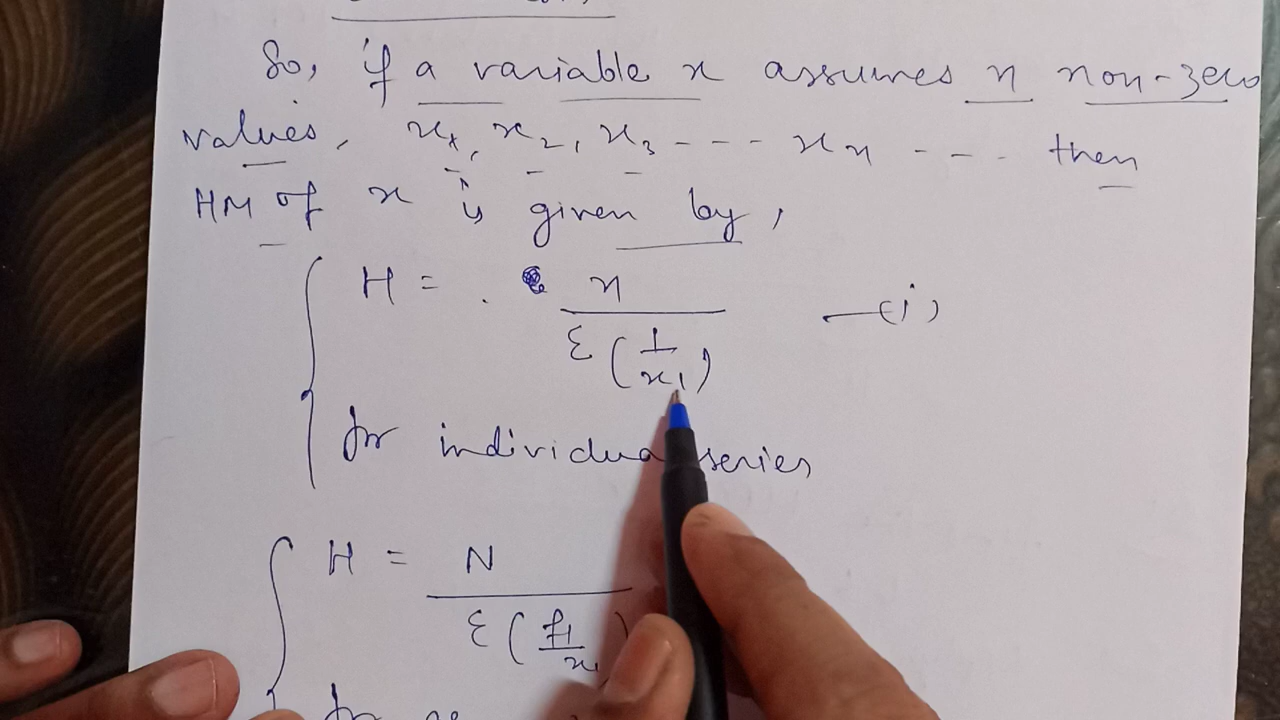 So, if a variable x assumes n non-zero
values, x₁, x₂, x₃ - - - - xn - - - then
HM of x is given by,
H = n / Σ (1/x₁) —(i)
for individual series
H = N / Σ (f₁/x₁)
for